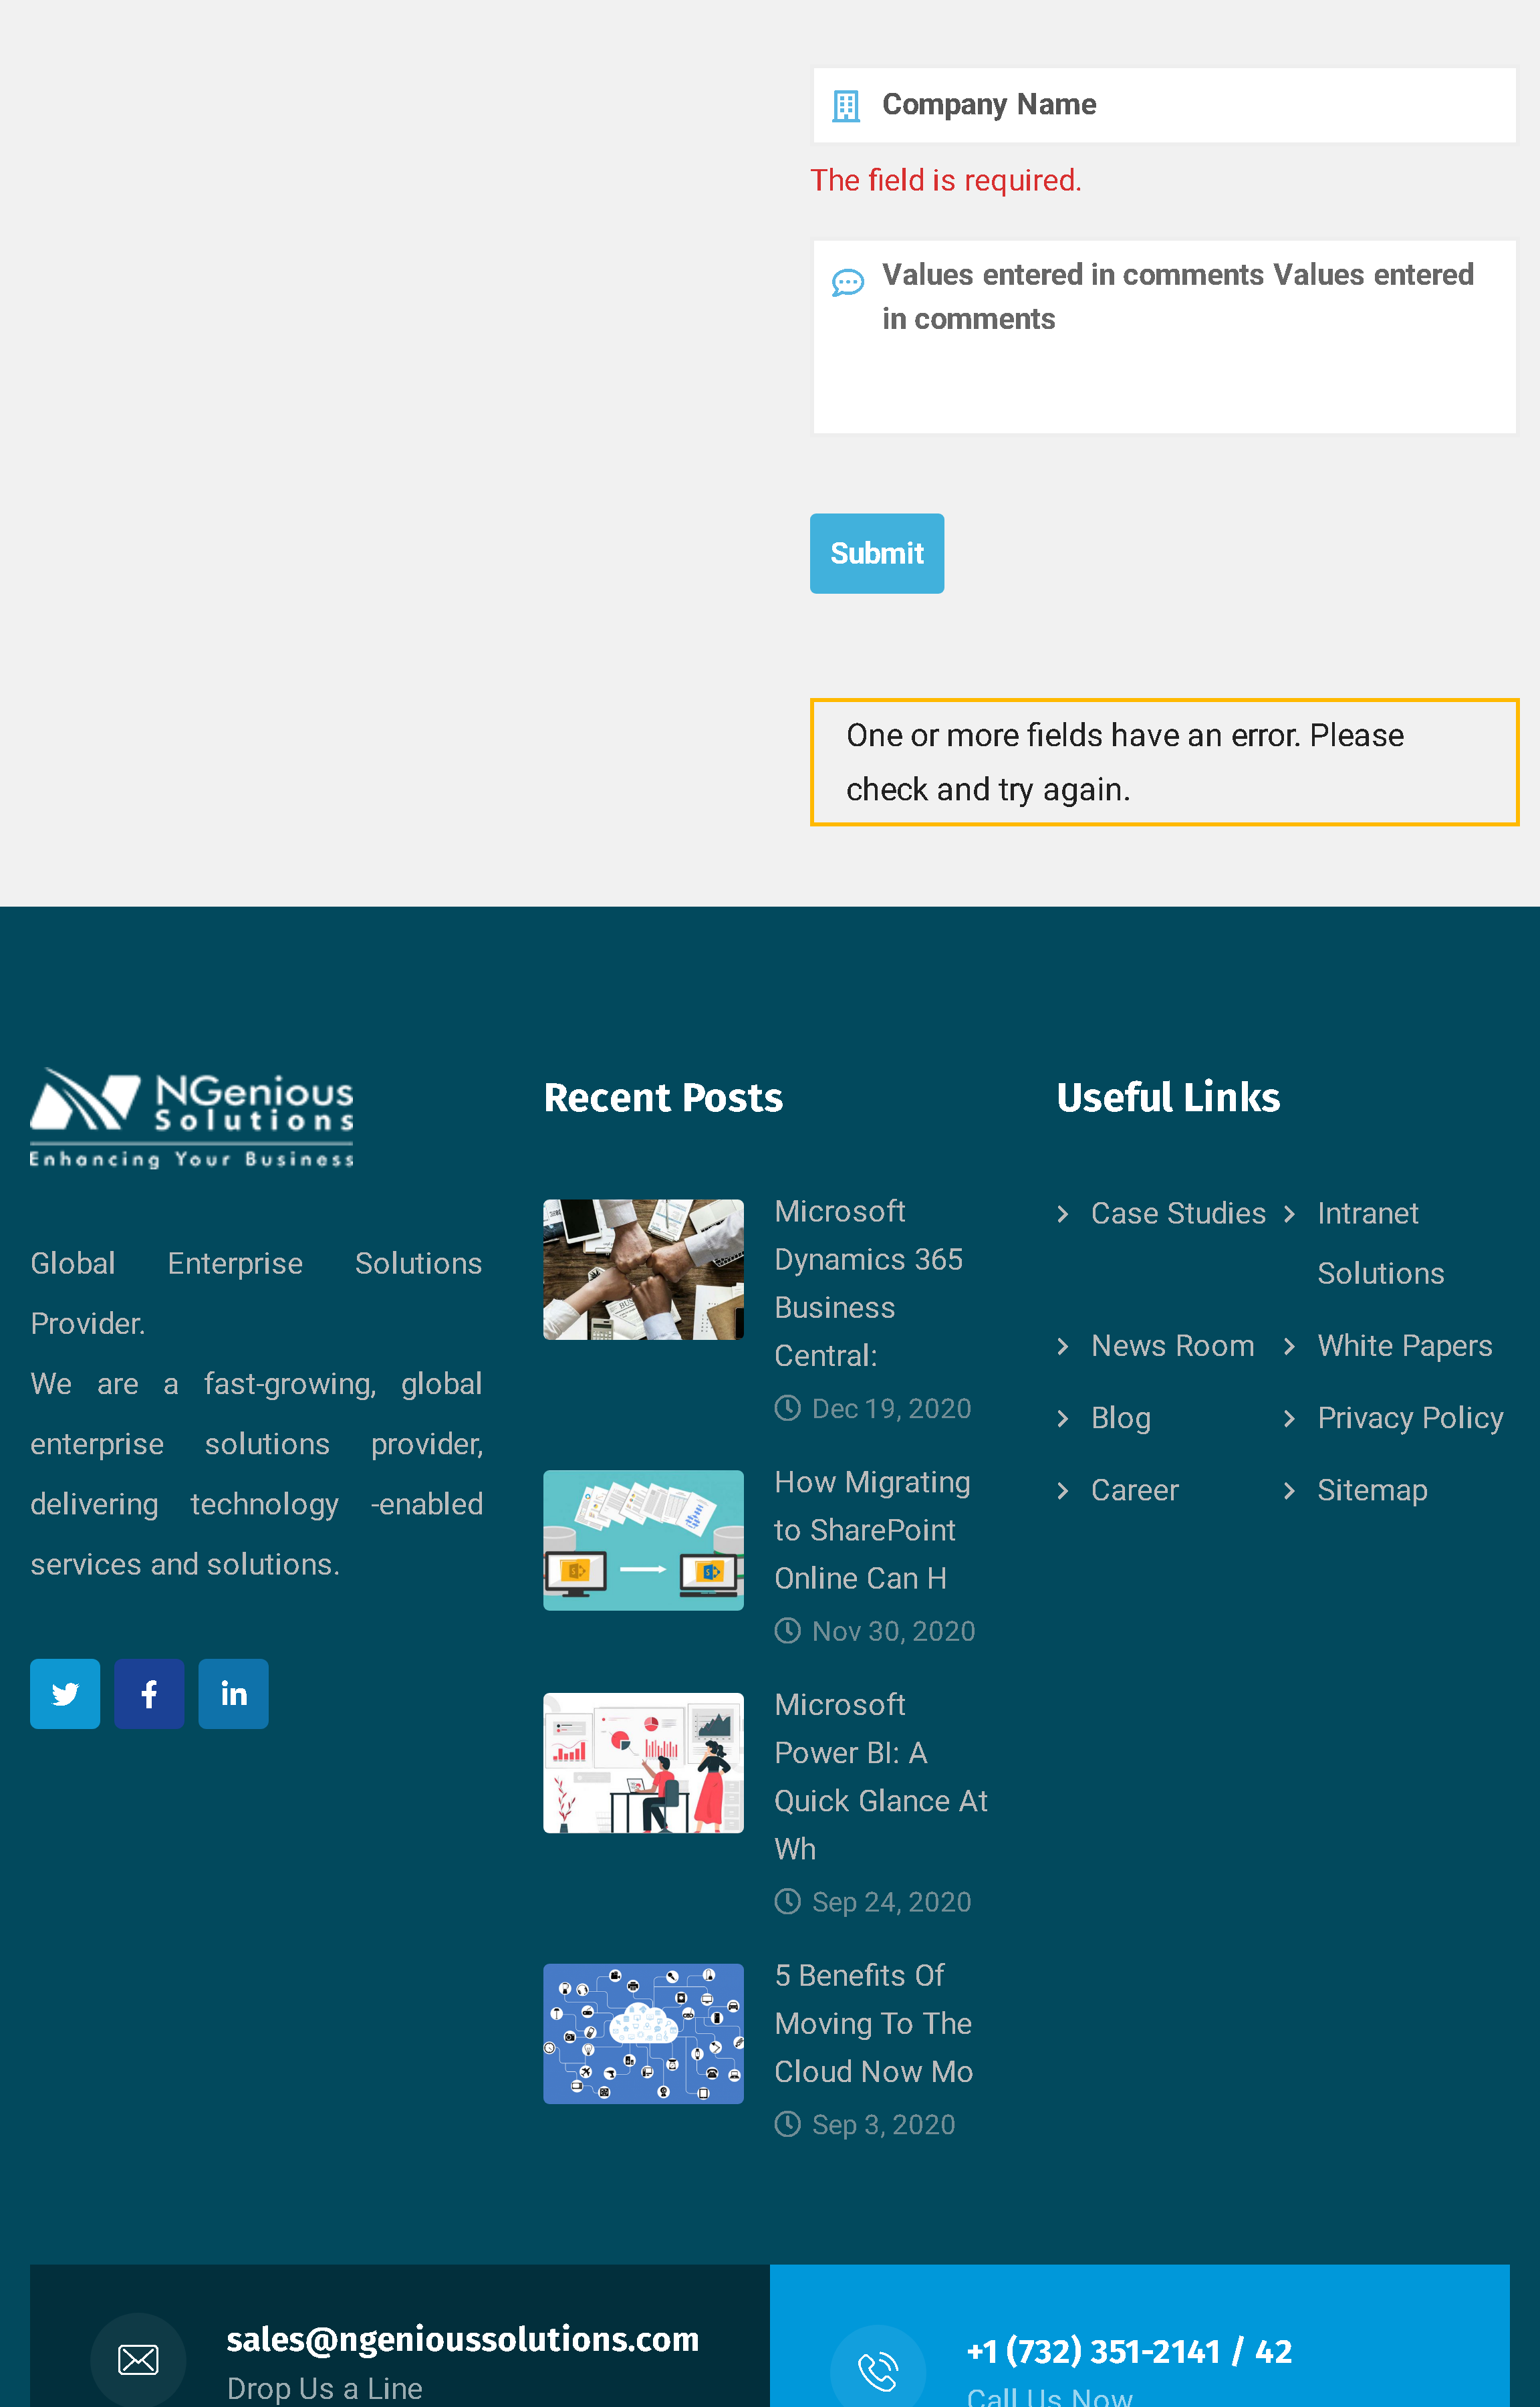 Company Name
The field is required.
Values entered in comments Values entered
in comments
Submit
One or more fields have an error. Please
check and try again.
NGenious
Solutions
Enhancing Your Business
Global Enterprise Solutions
Provider.
We are a fast-growing, global
enterprise solutions provider,
delivering technology -enabled
services and solutions.
Recent Posts
Microsoft
Dynamics 365
Business
Central:
Dec 19, 2020
How Migrating
to SharePoint
Online Can H
Nov 30, 2020
Microsoft
Power BI: A
Quick Glance At
Wh
Sep 24, 2020
5 Benefits Of
Moving To The
Cloud Now Mo
Sep 3, 2020
Useful Links
Case Studies
Intranet
Solutions
News Room
White Papers
Blog
Privacy Policy
Career
Sitemap
sales@ngenioussolutions.com
Drop Us a Line
+1 (732) 351-2141 / 42
Call Us Now